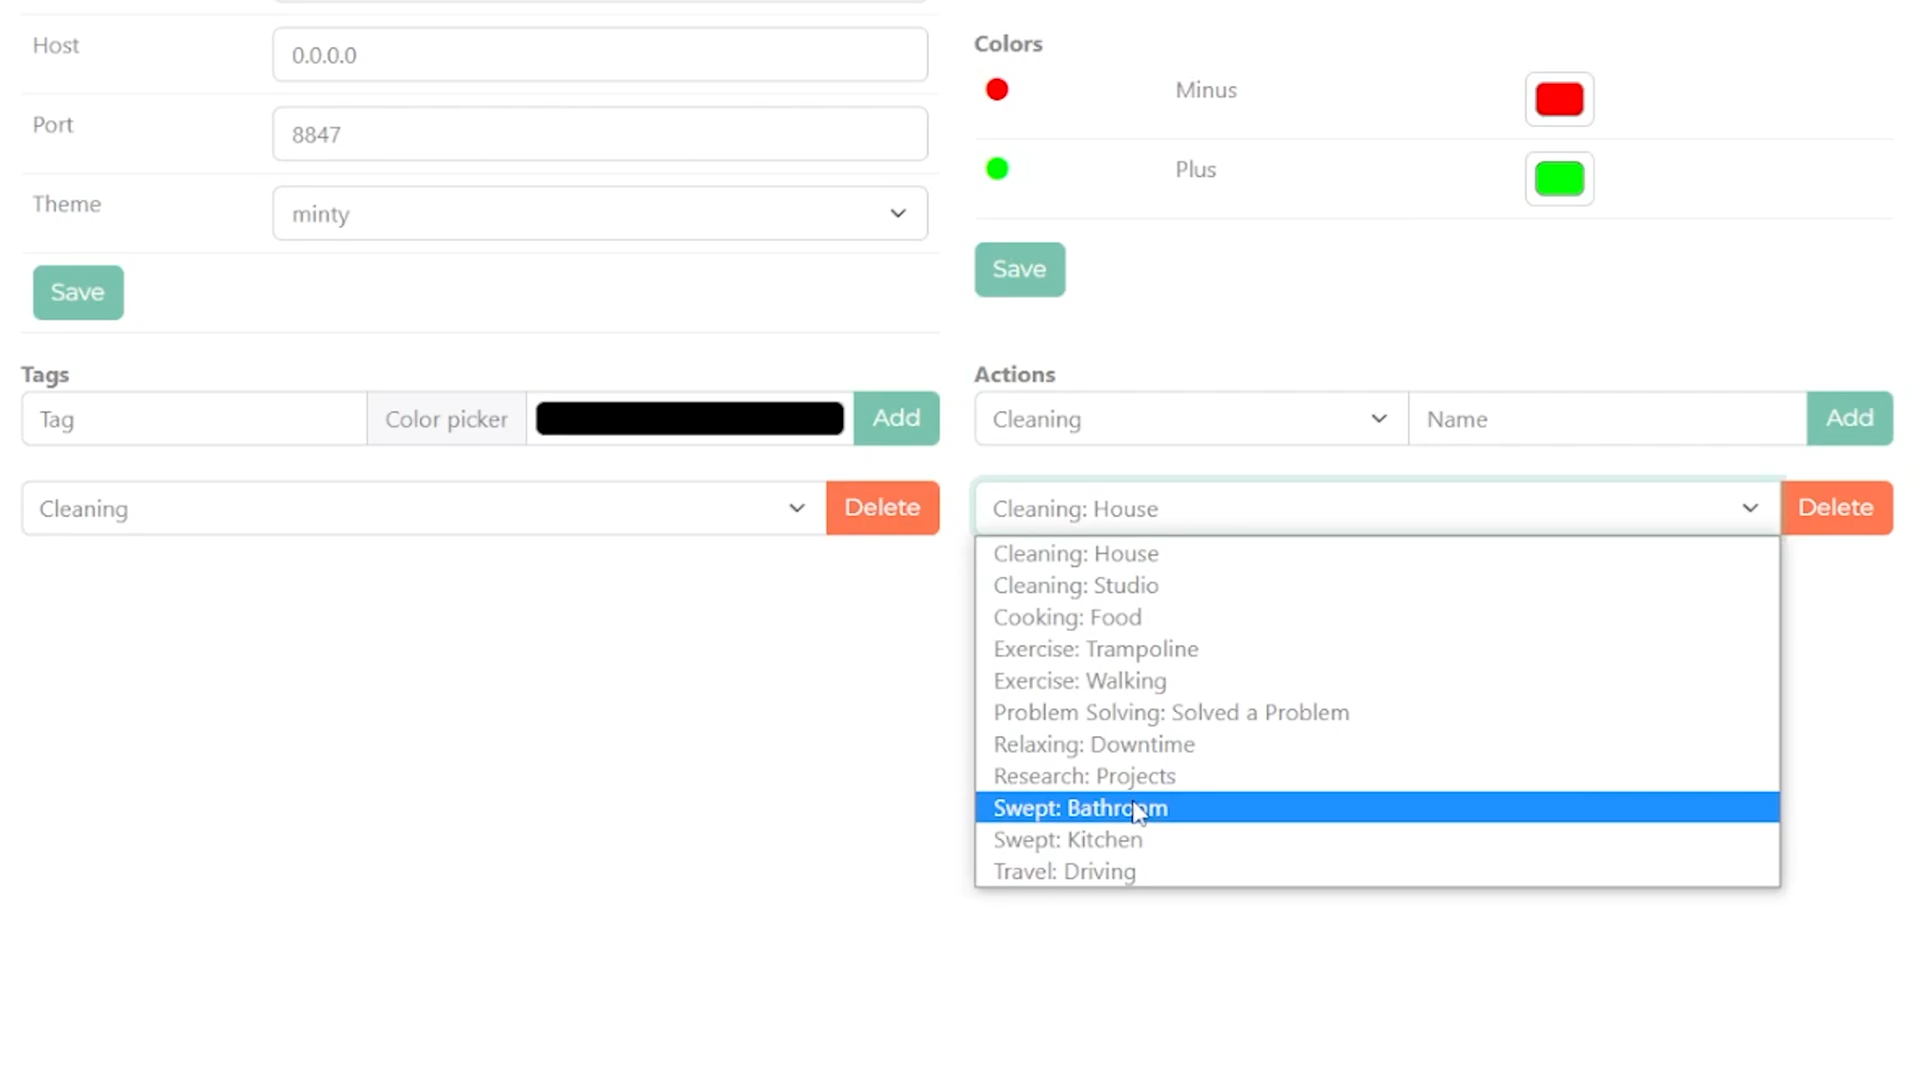 Host
0.0.0.0
Port
8847
Theme
minty
Save
Colors
Minus
Plus
Save
Tags
Tag
Color picker
Add
Cleaning
Delete
Actions
Cleaning
Name
Add
Cleaning: House
Delete
Cleaning: House
Cleaning: Studio
Cooking: Food
Exercise: Trampoline
Exercise: Walking
Problem Solving: Solved a Problem
Relaxing: Downtime
Research: Projects
Swept: Bathroom
Swept: Kitchen
Travel: Driving